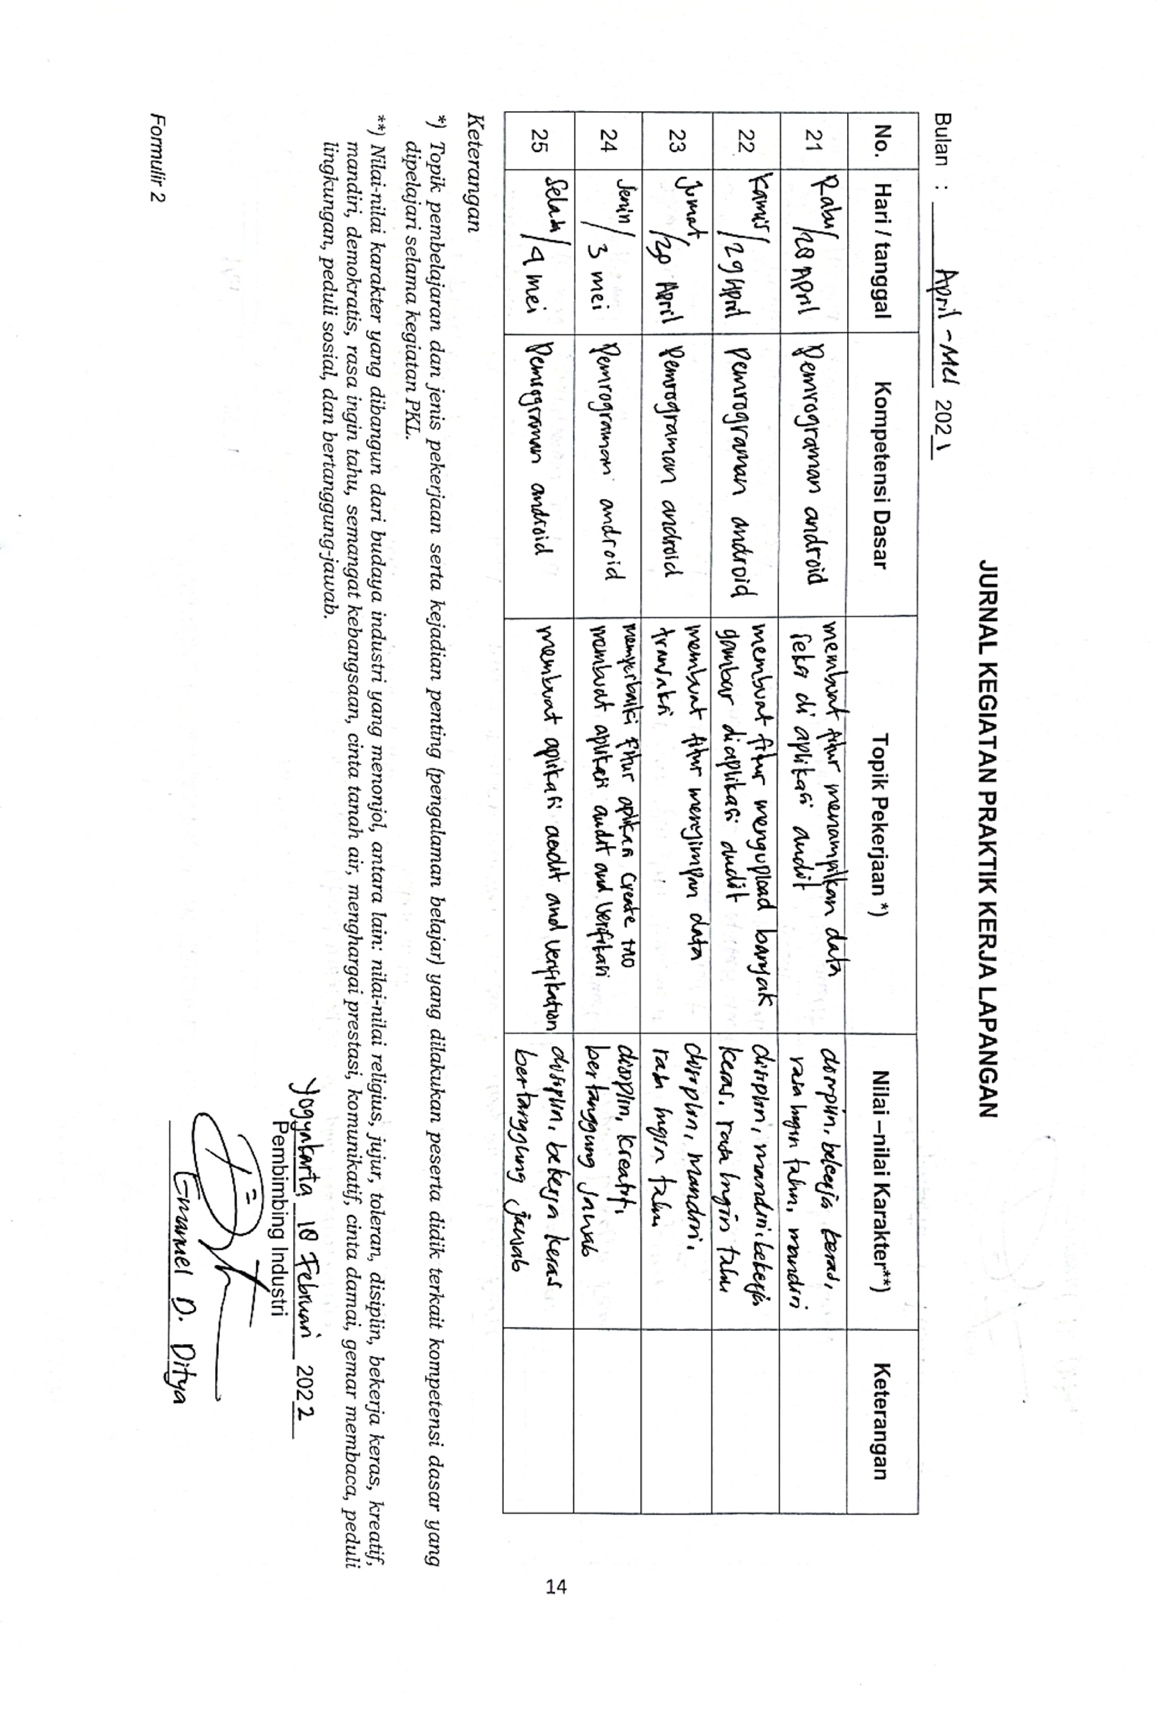 JURNAL KEGIATAN PRAKTIK KERJA LAPANGAN
Bulan : April - Mei 2021
No. Hari / tanggal Kompetensi Dasar Topik Pekerjaan *) Nilai –nilai Karakter**) Keterangan
21 Rabu/ 28 April Pemrograman android membuat fitur menampilkan data disiplin, bekerja keras,
di aplikasi audit rasa ingin tahu, mandiri
22 Kamis/ 29 April Pemrograman android membuat fitur mengupload banyak disiplin, mandiri, bekerja
gambar diaplikasi audit keras, rasa ingin tahu
23 Jumat/ 30 April Pemrograman android membuat fitur menyimpan data disiplin, mandiri,
transaksi rasa ingin tahu
24 Senin/ 3 mei Pemrograman android memperbaiki fitur aplikasi create disiplin, kreatif,
membuat aplikasi audit and verifikasi bertanggung jawab
25 Selasa/ 4 mei Pemrograman android membuat aplikasi audit and verifikation disiplin, bekerja keras
bertanggung jawab
Keterangan
*) Topik pembelajaran dan jenis pekerjaan serta kejadian penting (pengalaman belajar) yang dilakukan peserta didik terkait kompetensi dasar yang
dipelajari selama kegiatan PKL.
**) Nilai-nilai karakter yang dibangun dari budaya industri yang menonjol, antara lain: nilai-nilai religius, jujur, toleran, disiplin, bekerja keras, kreatif,
mandiri, demokratis, rasa ingin tahu, semangat kebangsaan, cinta tanah air, menghargai prestasi, komunikatif, cinta damai, gemar membaca, peduli
lingkungan, peduli sosial, dan bertanggung-jawab.
Yogyakarta, 18 Februari 2022
Pembimbing Industri
Emanuel D. Ditya
Formulir 2
14